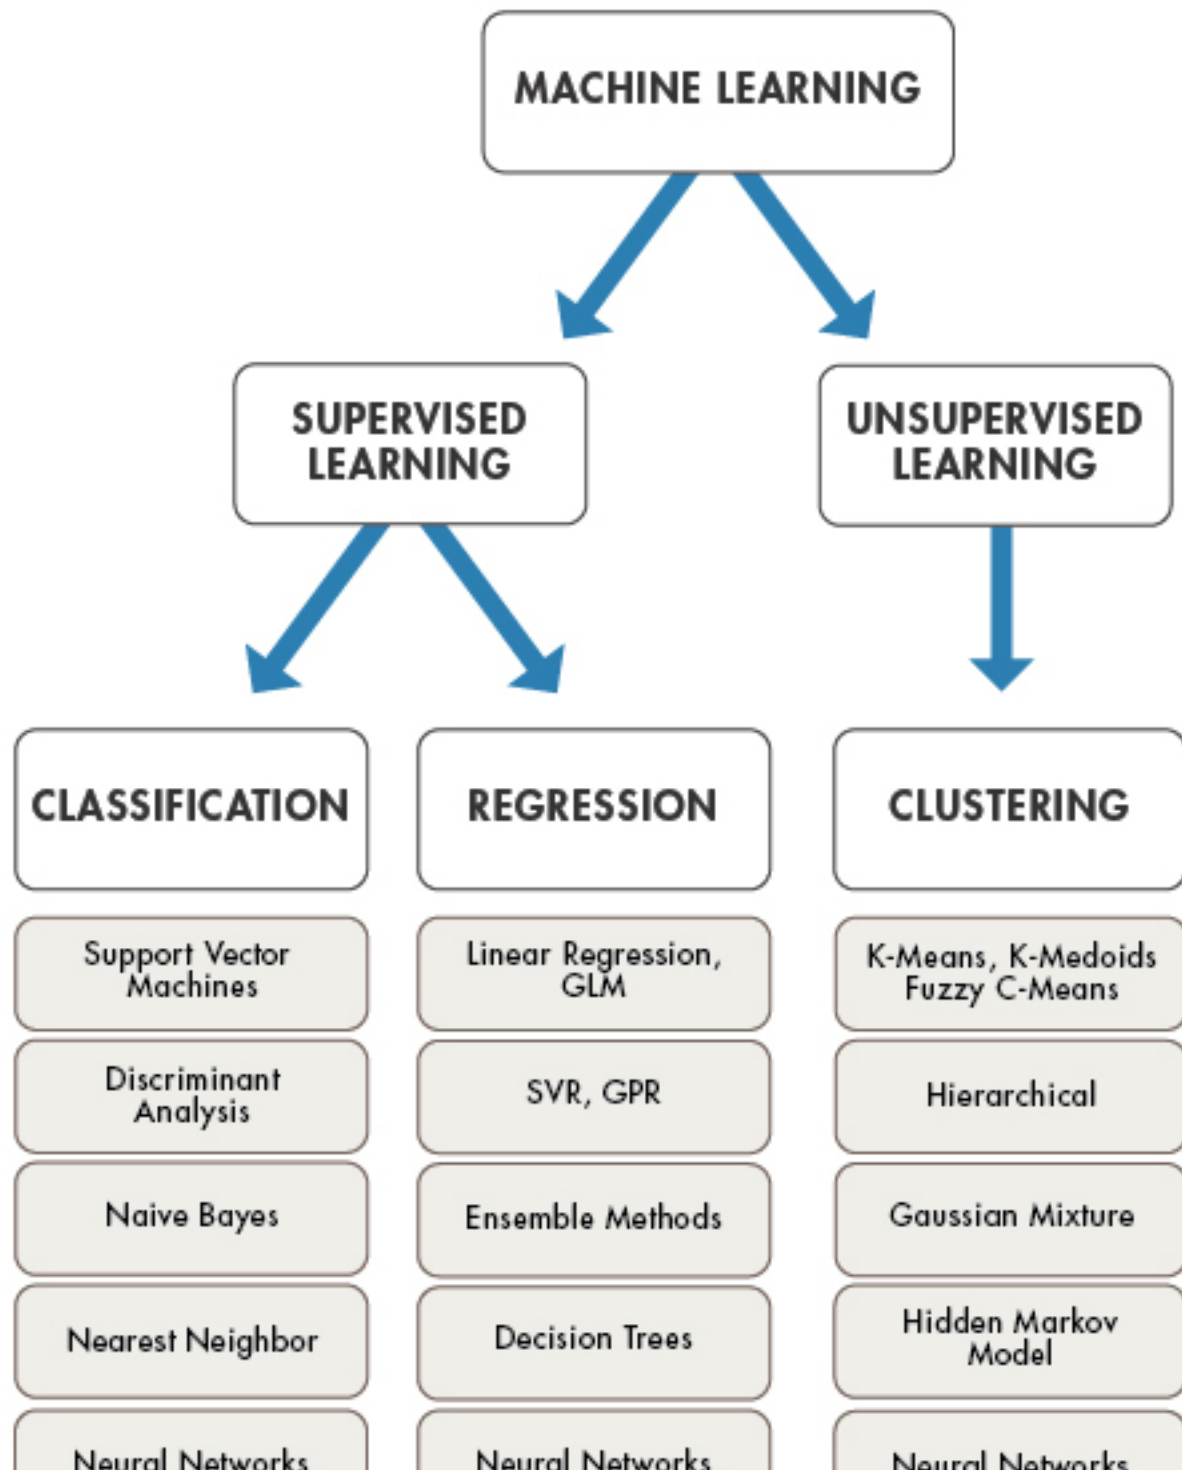 MACHINE LEARNING
SUPERVISED
LEARNING
UNSUPERVISED
LEARNING
CLASSIFICATION
REGRESSION
CLUSTERING
Support Vector
Machines
Linear Regression,
GLM
K-Means, K-Medoids
Fuzzy C-Means
Discriminant
Analysis
SVR, GPR
Hierarchical
Naive Bayes
Ensemble Methods
Gaussian Mixture
Nearest Neighbor
Decision Trees
Hidden Markov
Model
Neural Networks
Neural Networks
Neural Networks